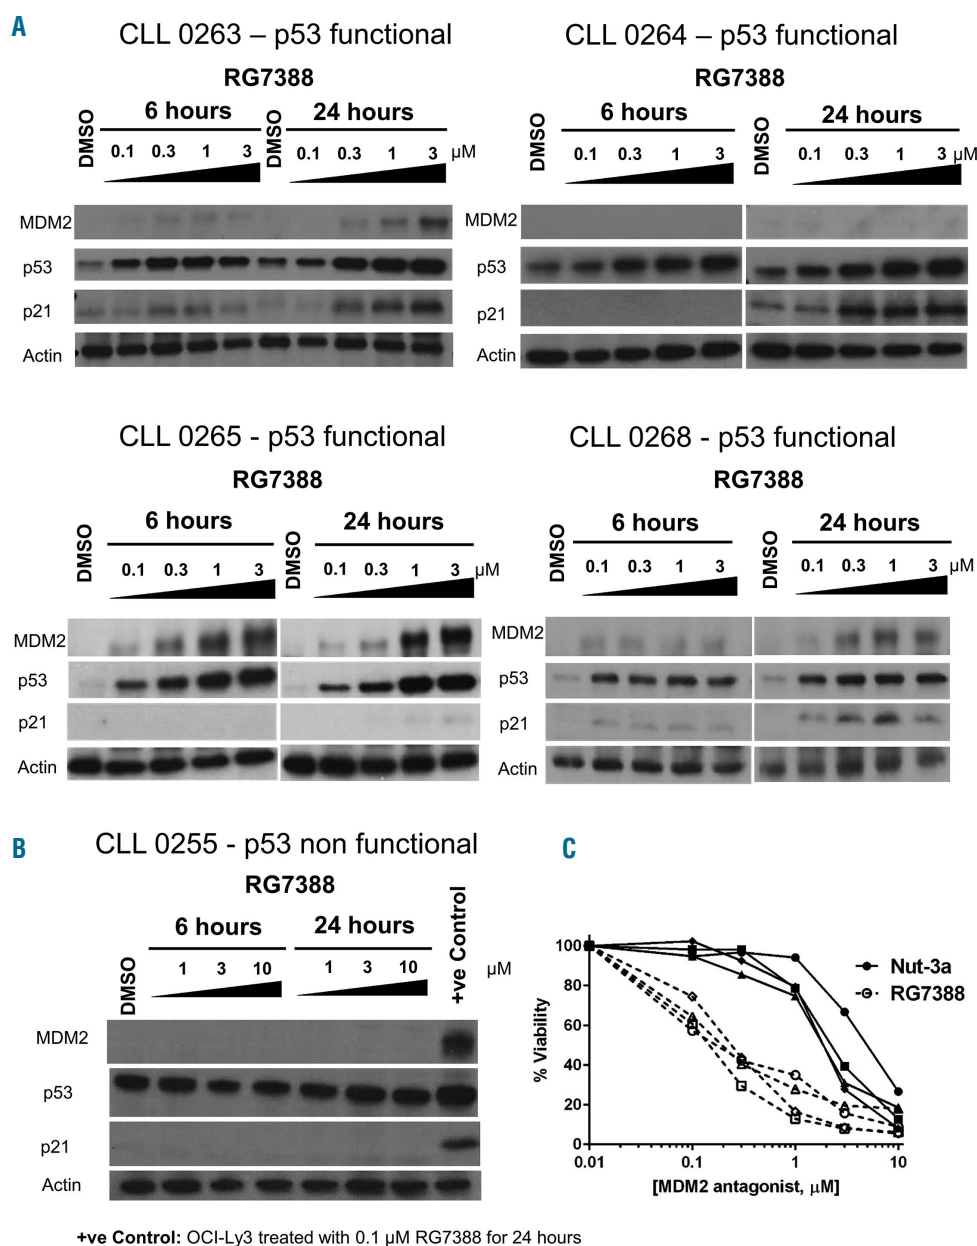 A
CLL 0263 – p53 functional
RG7388
DMSO
6 hours
DMSO
24 hours
0.1 0.3 1 3 0.1 0.3 1 3 µM
MDM2
p53
p21
Actin
CLL 0264 – p53 functional
RG7388
DMSO
6 hours
DMSO
24 hours
0.1 0.3 1 3 0.1 0.3 1 3 µM
MDM2
p53
p21
Actin
CLL 0265 - p53 functional
RG7388
DMSO
6 hours
DMSO
24 hours
0.1 0.3 1 3 0.1 0.3 1 3 µM
MDM2
p53
p21
Actin
CLL 0268 - p53 functional
RG7388
DMSO
6 hours
DMSO
24 hours
0.1 0.3 1 3 0.1 0.3 1 3 µM
MDM2
p53
p21
Actin
B
CLL 0255 - p53 non functional
RG7388
DMSO
6 hours
24 hours
+ve Control
1 3 10 1 3 10 µM
MDM2
p53
p21
Actin
+ve Control: OCI-Ly3 treated with 0.1 µM RG7388 for 24 hours
C
% Viability
100
80
60
40
20
0
0.01 0.1 1 10
[MDM2 antagonist, µM]
Nut-3a
RG7388